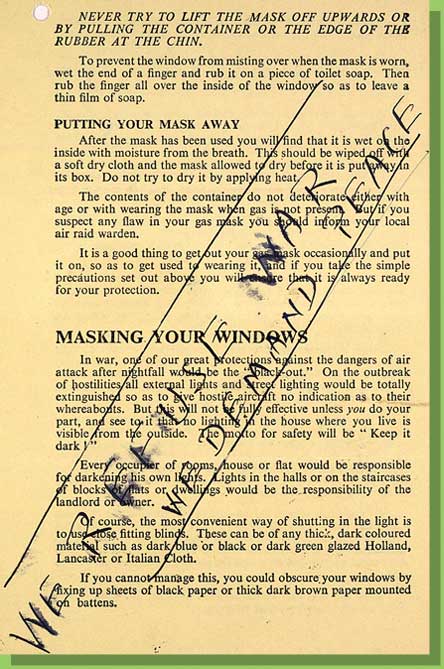 NEVER TRY TO LIFT THE MASK OFF UPWARDS OR
BY PULLING THE CONTAINER OR THE EDGE OF THE
RUBBER AT THE CHIN.
To prevent the window from misting over when the mask is worn,
wet the end of a finger and rub it on a piece of toilet soap. Then
rub the finger all over the inside of the window so as to leave a
thin film of soap.
PUTTING YOUR MASK AWAY
After the mask has been used you will find that it is wet on the
inside with moisture from the breath. This should be wiped off with
a soft dry cloth and the mask allowed to dry before it is put away in
its box. Do not try to dry it by applying heat.
The contents of the container do not deteriorate either with
age or with wearing the mask when gas is not present. But if you
suspect any flaw in your gas mask you should inform your local
air raid warden.
It is a good thing to get out your gas mask occasionally and put
it on, so as to get used to wearing it, and if you take the simple
precautions set out above you will ensure that it is always ready
for your protection.
MASKING YOUR WINDOWS
In war, one of our great protections against the dangers of air
attack after nightfall would be the "black-out." On the outbreak
of hostilities all external lights and street lighting would be totally
extinguished so as to give hostile aircraft no indication as to their
whereabouts. But this will not be fully effective unless you do your
part, and see to it that no lighting in the house where you live is
visible from the outside. The motto for safety will be "Keep it
dark!"
Every occupier of rooms, house or flat would be responsible
for darkening his own lights. Lights in the halls or on the staircases
of blocks of flats or dwellings would be the responsibility of the
landlord or owner.
Of course, the most convenient way of shutting in the light is
to use close fitting blinds. These can be of any thick, dark coloured
material such as dark blue or black or dark green glazed Holland,
Lancaster or Italian Cloth.
If you cannot manage this, you could obscure your windows by
fixing up sheets of black paper or thick dark brown paper mounted
on battens.
WE REFUSE WAR
WE DEMAND PEACE